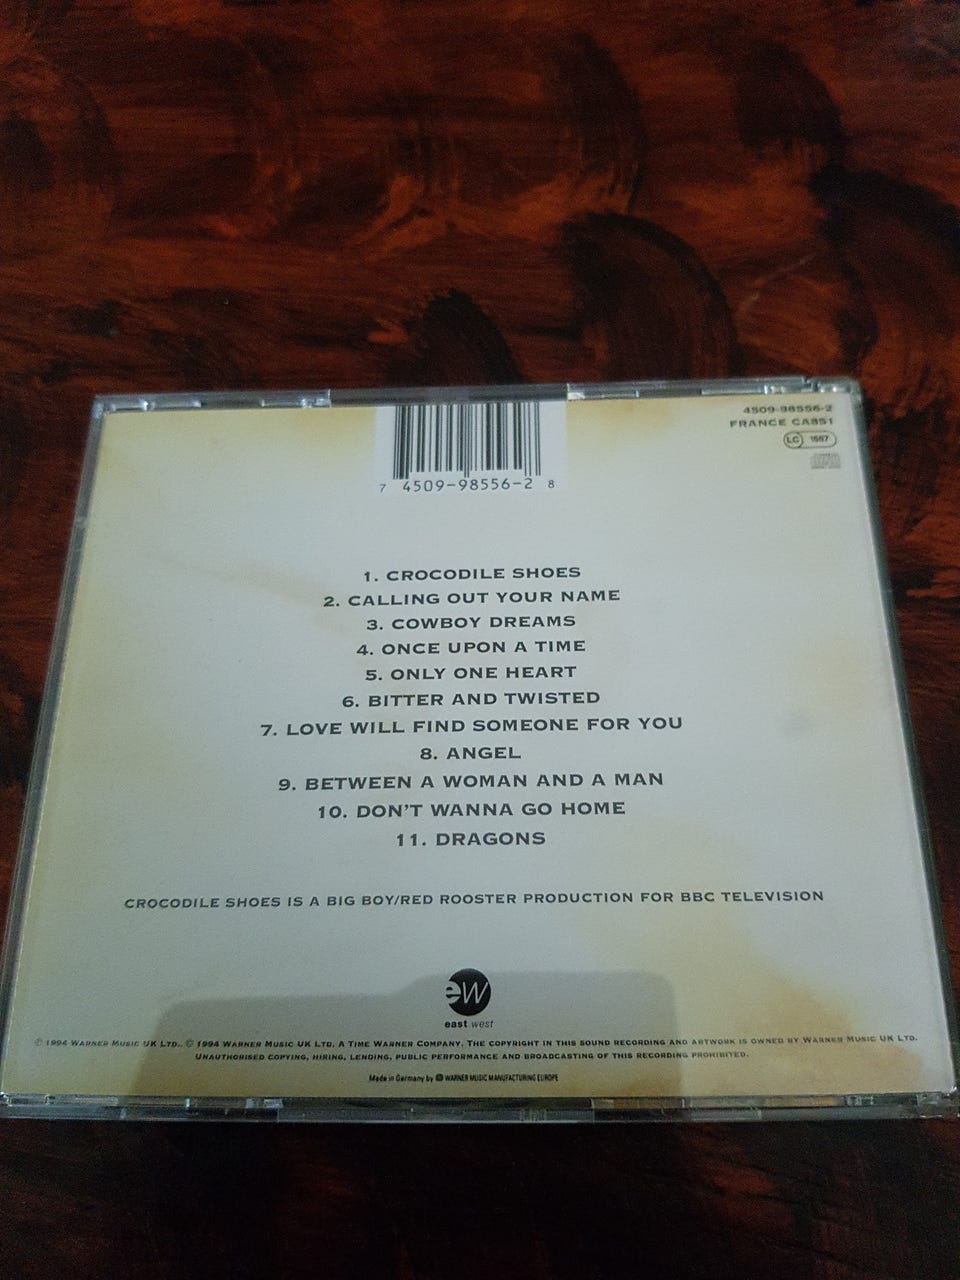 4509-98556-2
FRANCE CA851
LC 1557
7 4509-98556-2 8
1. CROCODILE SHOES
2. CALLING OUT YOUR NAME
3. COWBOY DREAMS
4. ONCE UPON A TIME
5. ONLY ONE HEART
6. BITTER AND TWISTED
7. LOVE WILL FIND SOMEONE FOR YOU
8. ANGEL
9. BETWEEN A WOMAN AND A MAN
10. DON'T WANNA GO HOME
11. DRAGONS
CROCODILE SHOES IS A BIG BOY/RED ROOSTER PRODUCTION FOR BBC TELEVISION
ew
east west
℗ 1994 WARNER MUSIC UK LTD., © 1994 WARNER MUSIC UK LTD. A TIME WARNER COMPANY. THE COPYRIGHT IN THIS SOUND RECORDING AND ARTWORK IS OWNED BY WARNER MUSIC UK LTD.
UNAUTHORISED COPYING, HIRING, LENDING, PUBLIC PERFORMANCE AND BROADCASTING OF THIS RECORDING PROHIBITED.
Made in Germany by WARNER MUSIC MANUFACTURING EUROPE